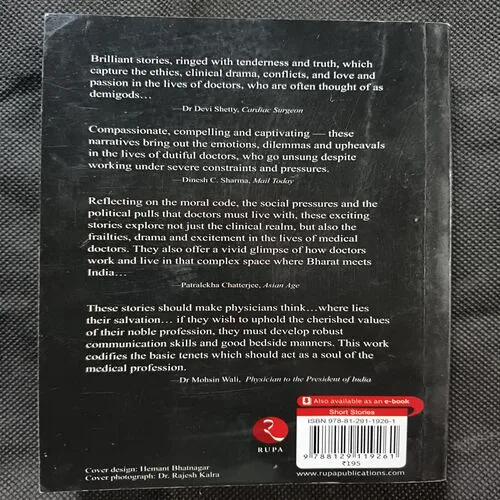 Brilliant stories, ringed with tenderness and truth, which
capture the ethics, clinical drama, conflicts, and love and
passion in the lives of doctors, who are often thought of as
demigods…
—Dr Devi Shetty, Cardiac Surgeon
Compassionate, compelling and captivating — these
narratives bring out the emotions, dilemmas and upheavals
in the lives of dutiful doctors, who go unsung despite
working under severe constraints and pressures.
—Dinesh C. Sharma, Mail Today
Reflecting on the moral code, the social pressures and the
political pulls that doctors must live with, these exciting
stories explore not just the clinical realm, but also the
frailties, drama and excitement in the lives of medical
doctors. They also offer a vivid glimpse of how doctors
work and live in that complex space where Bharat meets
India…
—Patralekha Chatterjee, Asian Age
These stories should make physicians think…where lies
their salvation… if they wish to uphold the cherished values
of their noble profession, they must develop robust
communication skills and good bedside manners. This work
codifies the basic tenets which should act as a soul of the
medical profession.
—Dr Mohsin Wali, Physician to the President of India
Also available as an e-book
Short Stories
ISBN 978-81-291-1926-1
9 788129 119261
₹195
www.rupapublications.com
RUPA
Cover design: Hemant Bhatnagar
Cover photograph: Dr. Rajesh Kalra